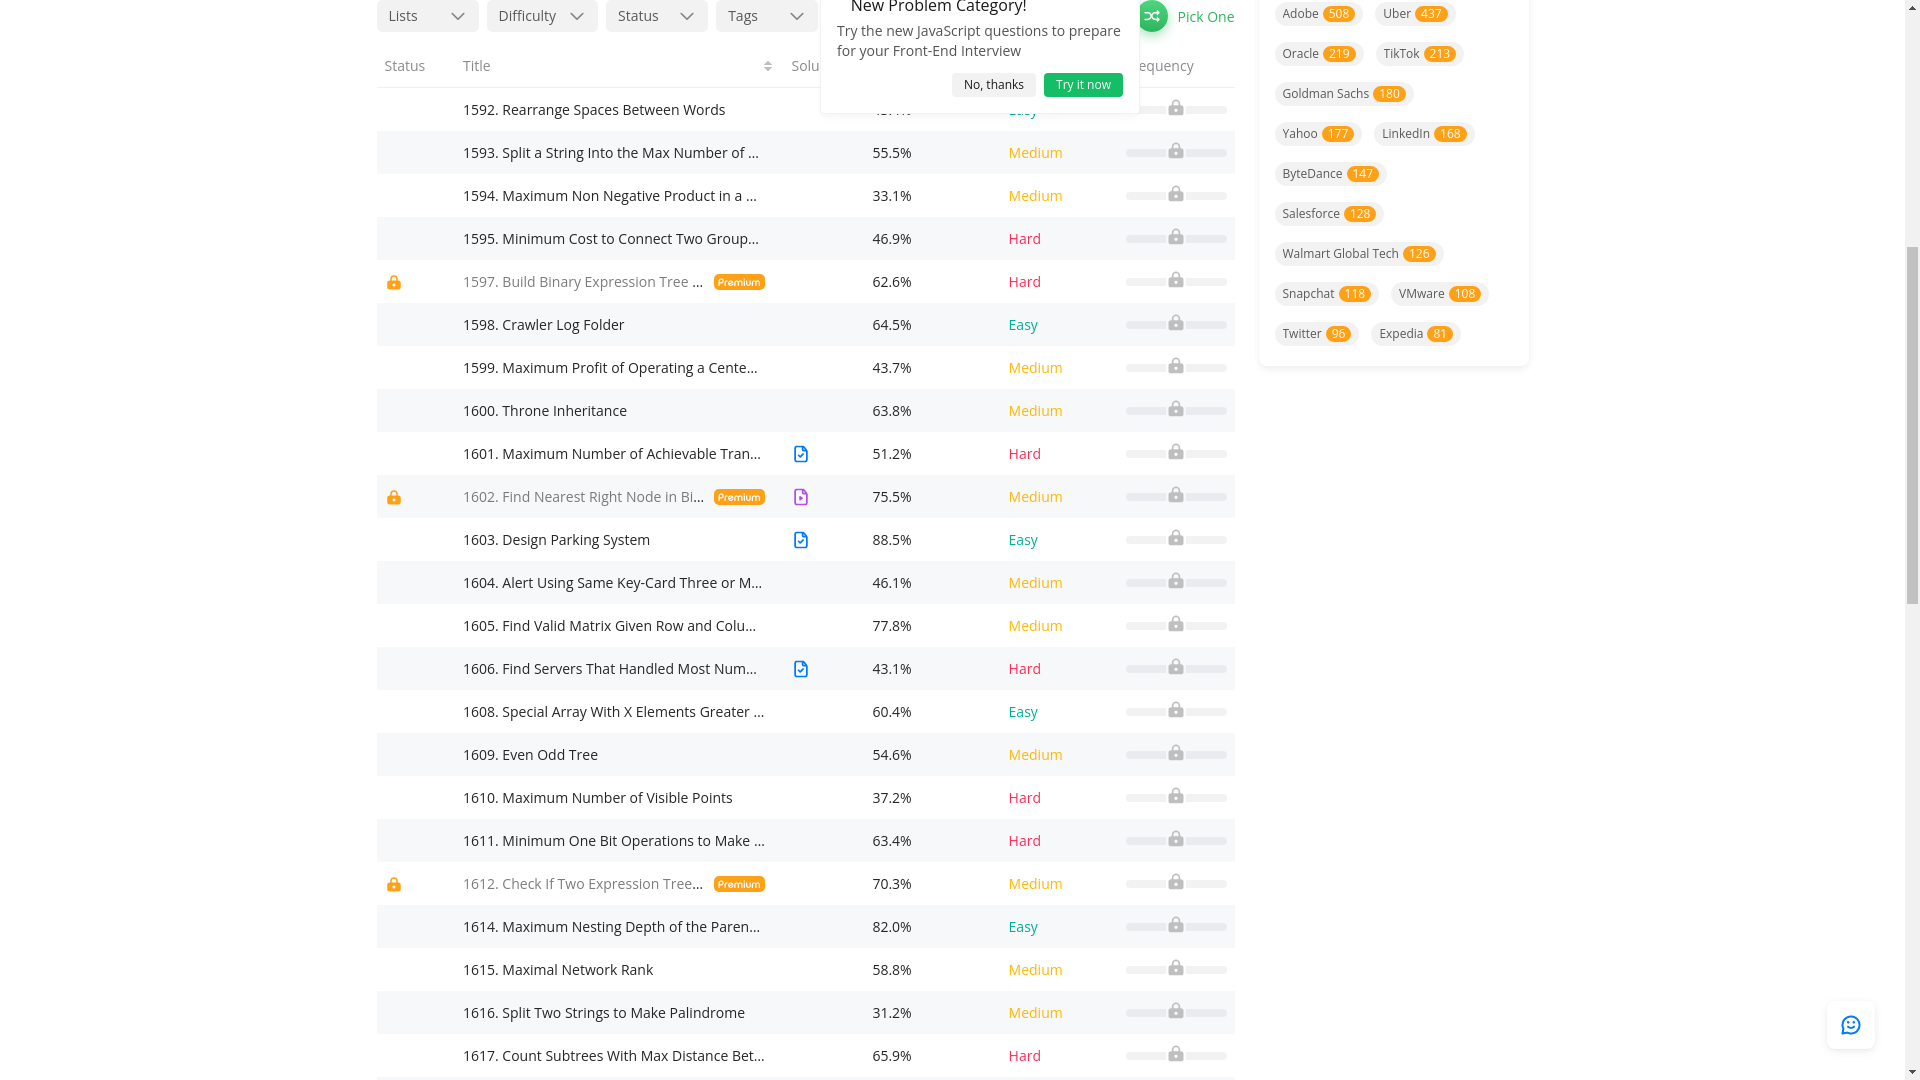 Lists Difficulty Status Tags
New Problem Category!
Try the new JavaScript questions to prepare
for your Front-End Interview
No, thanks Try it now
Pick One
Status Title Solu equency
1592. Rearrange Spaces Between Words
1593. Split a String Into the Max Number of ... 55.5% Medium
1594. Maximum Non Negative Product in a ... 33.1% Medium
1595. Minimum Cost to Connect Two Group... 46.9% Hard
1597. Build Binary Expression Tree ... Premium 62.6% Hard
1598. Crawler Log Folder 64.5% Easy
1599. Maximum Profit of Operating a Cente... 43.7% Medium
1600. Throne Inheritance 63.8% Medium
1601. Maximum Number of Achievable Tran... 51.2% Hard
1602. Find Nearest Right Node in Bi... Premium 75.5% Medium
1603. Design Parking System 88.5% Easy
1604. Alert Using Same Key-Card Three or M... 46.1% Medium
1605. Find Valid Matrix Given Row and Colu... 77.8% Medium
1606. Find Servers That Handled Most Num... 43.1% Hard
1608. Special Array With X Elements Greater ... 60.4% Easy
1609. Even Odd Tree 54.6% Medium
1610. Maximum Number of Visible Points 37.2% Hard
1611. Minimum One Bit Operations to Make ... 63.4% Hard
1612. Check If Two Expression Tree... Premium 70.3% Medium
1614. Maximum Nesting Depth of the Paren... 82.0% Easy
1615. Maximal Network Rank 58.8% Medium
1616. Split Two Strings to Make Palindrome 31.2% Medium
1617. Count Subtrees With Max Distance Bet... 65.9% Hard
Adobe 508 Uber 437
Oracle 219 TikTok 213
Goldman Sachs 180
Yahoo 177 LinkedIn 168
ByteDance 147
Salesforce 128
Walmart Global Tech 126
Snapchat 118 VMware 108
Twitter 96 Expedia 81